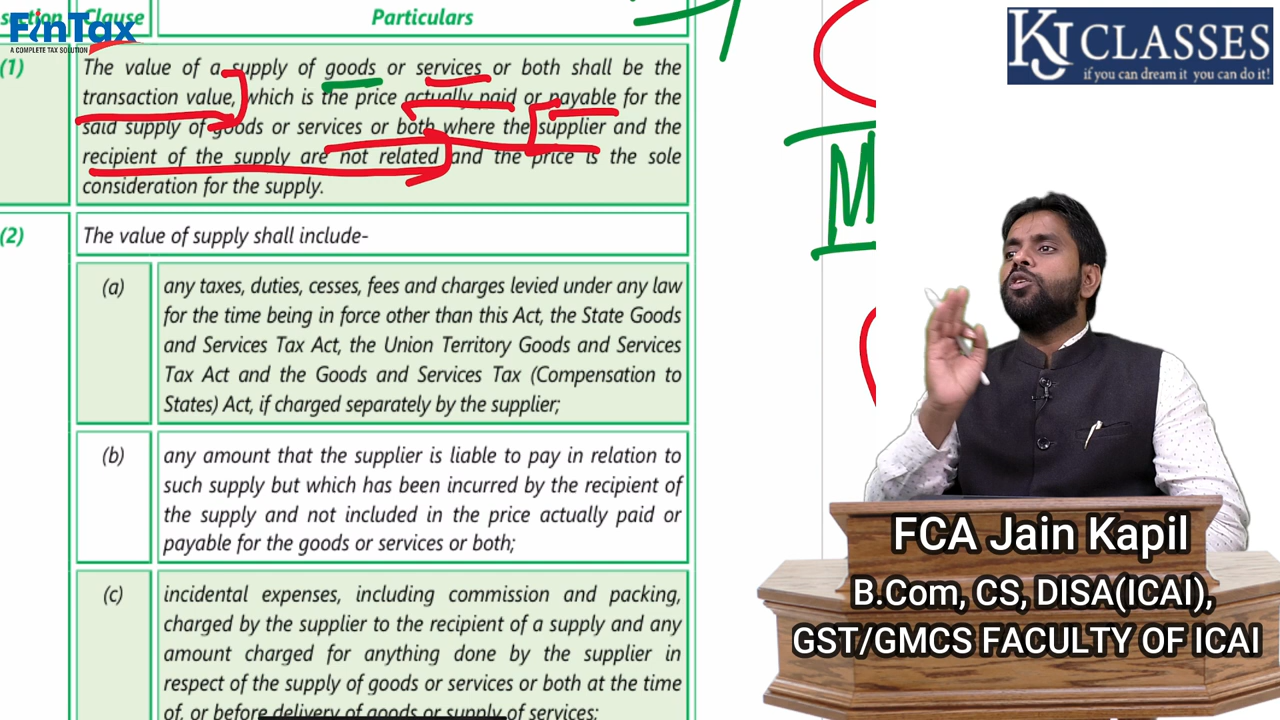 FinTax
A COMPLETE TAX SOLUTION
Clause
Particulars
(1)
The value of a supply of goods or services or both shall be the
transaction value, which is the price actually paid or payable for the
said supply of goods or services or both where the supplier and the
recipient of the supply are not related and the price is the sole
consideration for the supply.
(2)
The value of supply shall include-
(a)
any taxes, duties, cesses, fees and charges levied under any law
for the time being in force other than this Act, the State Goods
and Services Tax Act, the Union Territory Goods and Services
Tax Act and the Goods and Services Tax (Compensation to
States) Act, if charged separately by the supplier;
(b)
any amount that the supplier is liable to pay in relation to
such supply but which has been incurred by the recipient of
the supply and not included in the price actually paid or
payable for the goods or services or both;
(c)
incidental expenses, including commission and packing,
charged by the supplier to the recipient of a supply and any
amount charged for anything done by the supplier in
respect of the supply of goods or services or both at the time
of, or before delivery of goods or supply of services;
M
KJ CLASSES
if you can dream it you can do it!
FCA Jain Kapil
B.Com, CS, DISA(ICAI),
GST/GMCS FACULTY OF ICAI